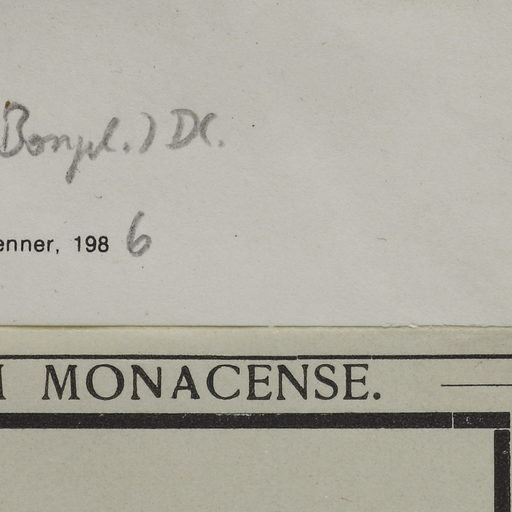 Bonpl.) DC.
enner, 198 6
MONACENSE.